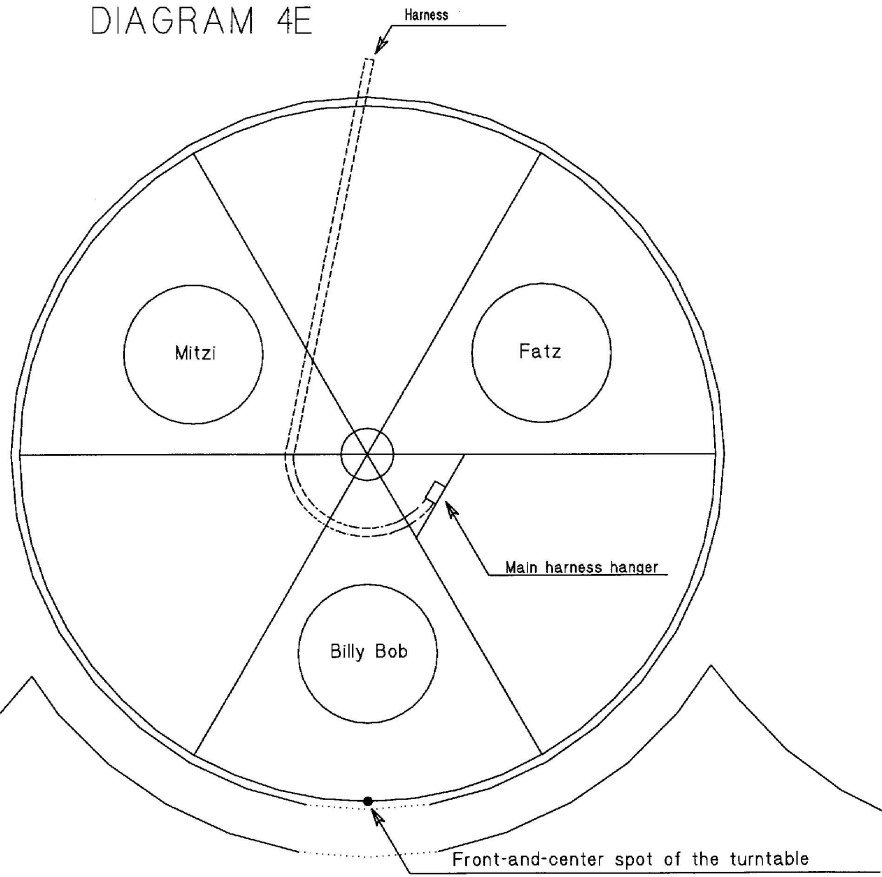 DIAGRAM 4E
Harness
Mitzi
Fatz
Main harness hanger
Billy Bob
Front-and-center spot of the turntable